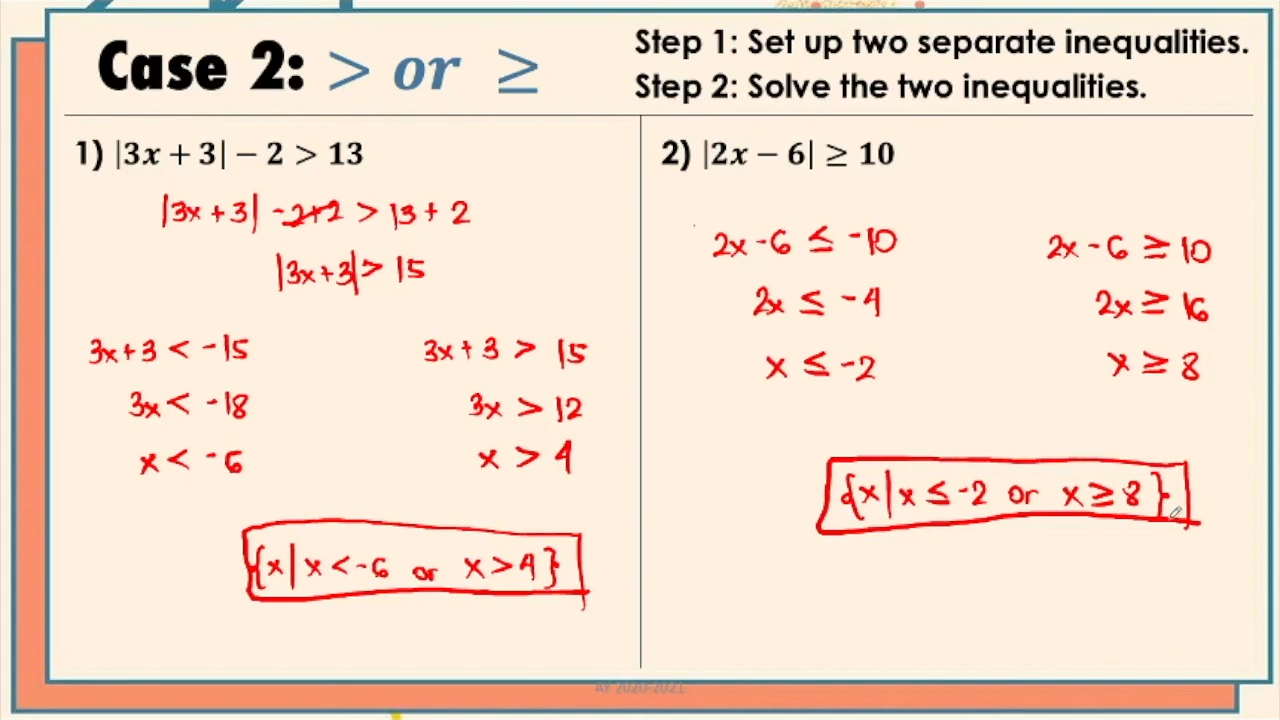 Case 2: > or ≥
Step 1: Set up two separate inequalities.
Step 2: Solve the two inequalities.
1) |3x + 3| − 2 > 13
|3x + 3| -2+2 > 13 + 2
|3x+3| > 15
3x+3 < -15
3x < -18
x < -6
3x + 3 > 15
3x > 12
x > 4
{x | x < -6 or x > 4}
2) |2x − 6| ≥ 10
2x - 6 ≤ -10
2x ≤ -4
x ≤ -2
2x - 6 ≥ 10
2x ≥ 16
x ≥ 8
{x | x ≤ -2 or x ≥ 8}
AY 2020-2021